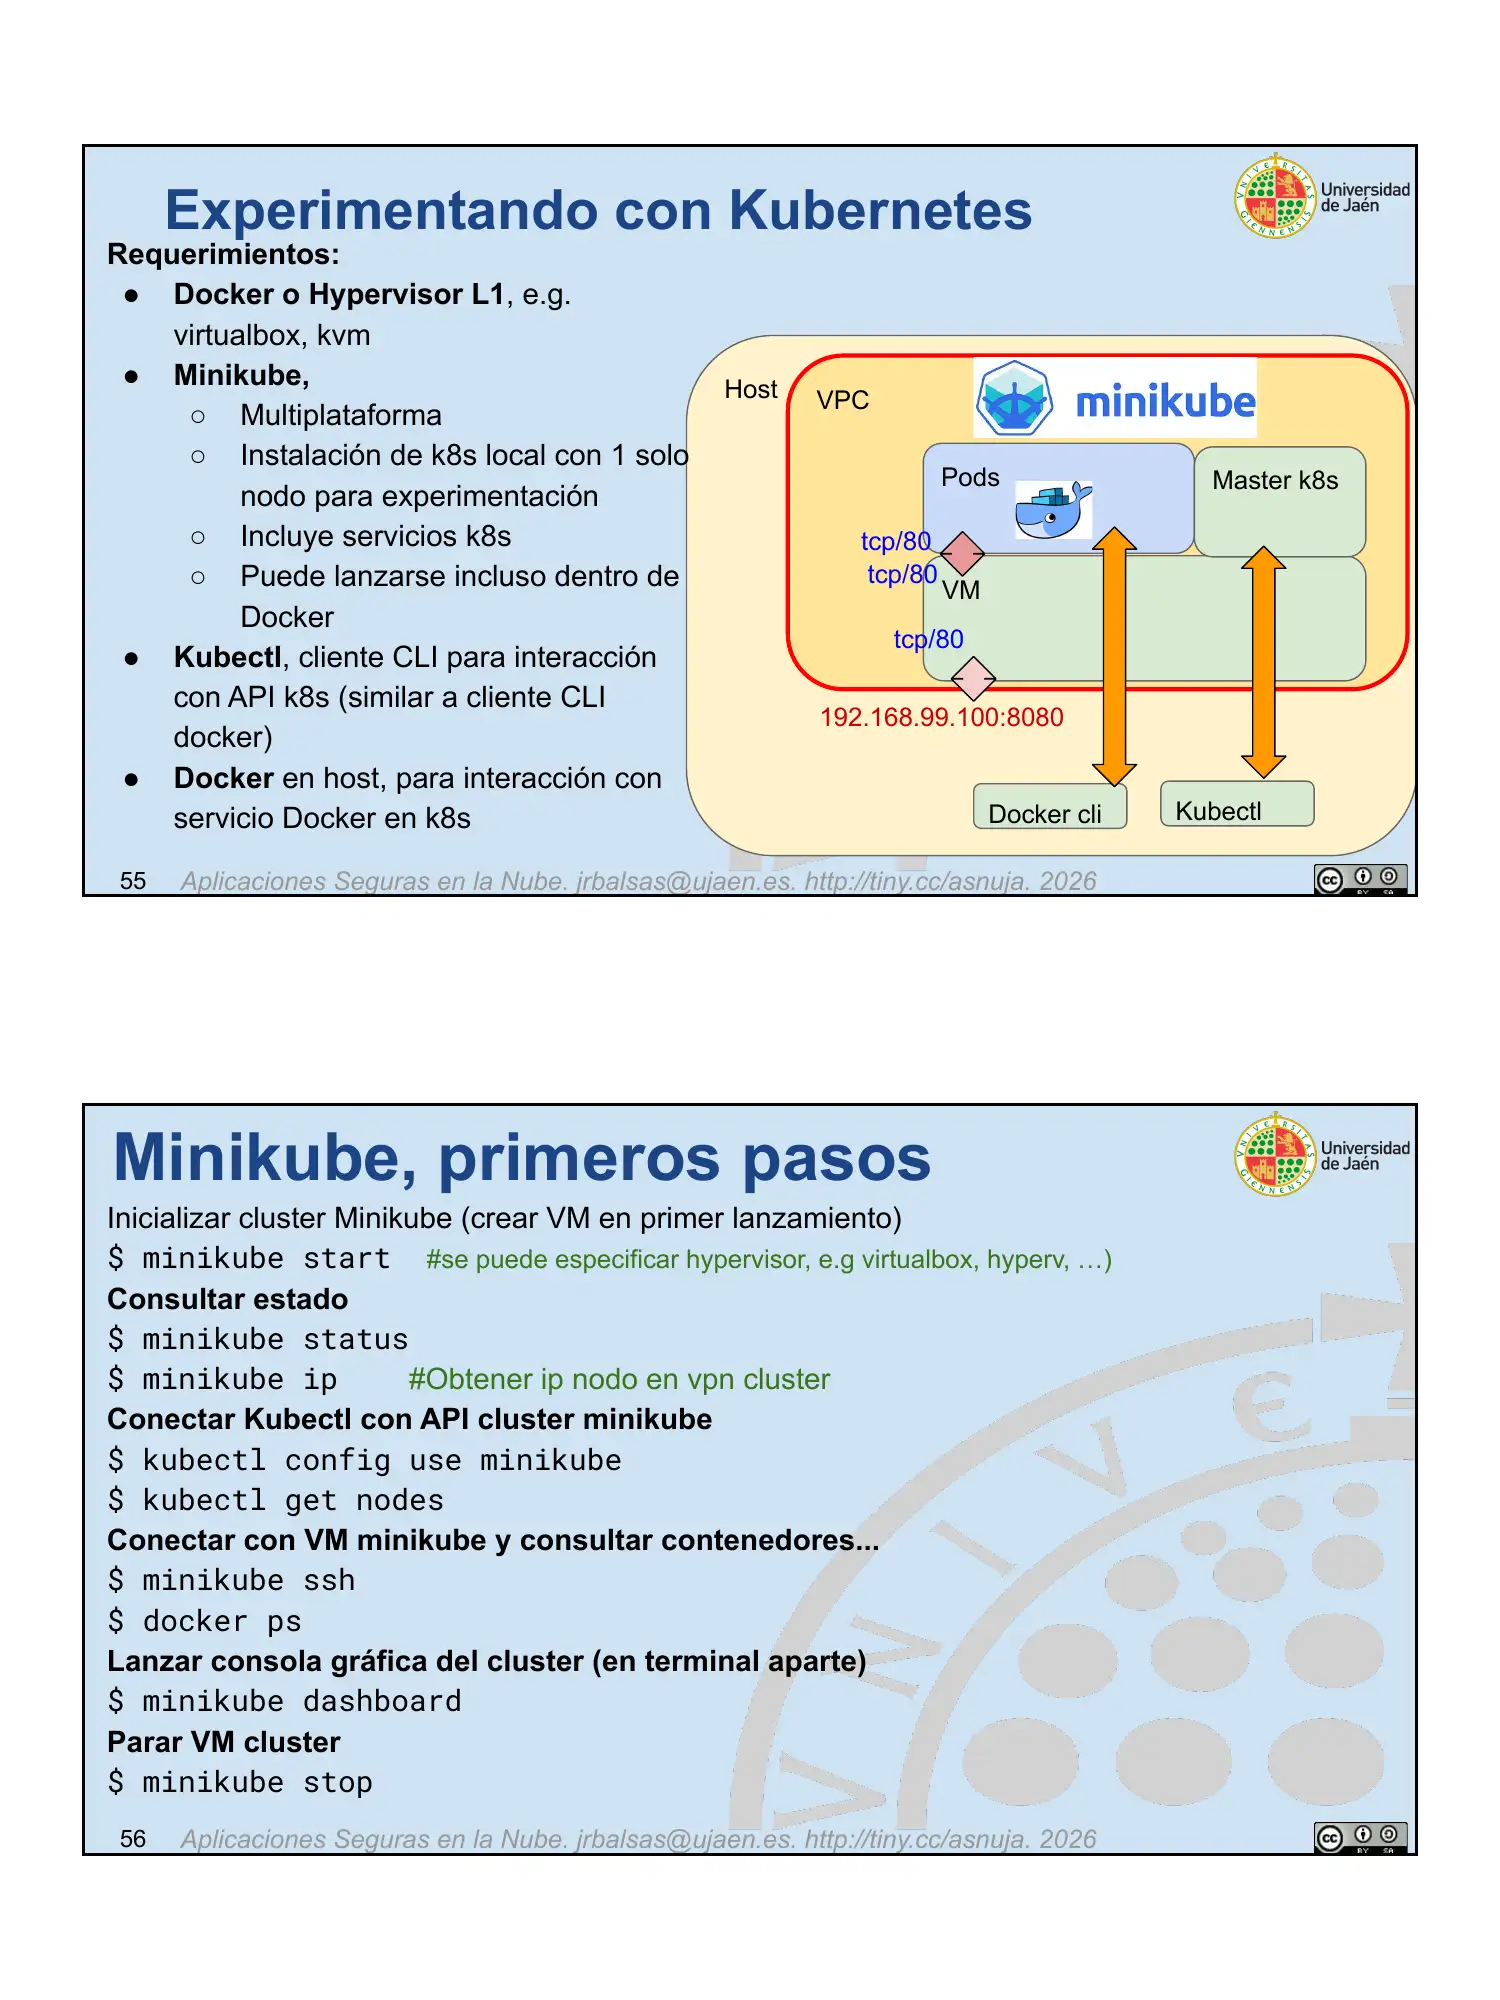 Experimentando con Kubernetes
Universidad
de Jaén
Requerimientos:
● Docker o Hypervisor L1, e.g.
virtualbox, kvm
● Minikube,
○ Multiplataforma
○ Instalación de k8s local con 1 solo
nodo para experimentación
○ Incluye servicios k8s
○ Puede lanzarse incluso dentro de
Docker
● Kubectl, cliente CLI para interacción
con API k8s (similar a cliente CLI
docker)
● Docker en host, para interacción con
servicio Docker en k8s
Host
VPC
minikube
Pods
Master k8s
tcp/80
tcp/80
VM
tcp/80
192.168.99.100:8080
Docker cli
Kubectl
55 Aplicaciones Seguras en la Nube. jrbalsas@ujaen.es. http://tiny.cc/asnuja. 2026
cc BY SA
Minikube, primeros pasos
Universidad
de Jaén
Inicializar cluster Minikube (crear VM en primer lanzamiento)
$ minikube start #se puede especificar hypervisor, e.g virtualbox, hyperv, …)
Consultar estado
$ minikube status
$ minikube ip #Obtener ip nodo en vpn cluster
Conectar Kubectl con API cluster minikube
$ kubectl config use minikube
$ kubectl get nodes
Conectar con VM minikube y consultar contenedores...
$ minikube ssh
$ docker ps
Lanzar consola gráfica del cluster (en terminal aparte)
$ minikube dashboard
Parar VM cluster
$ minikube stop
56 Aplicaciones Seguras en la Nube. jrbalsas@ujaen.es. http://tiny.cc/asnuja. 2026
cc BY SA